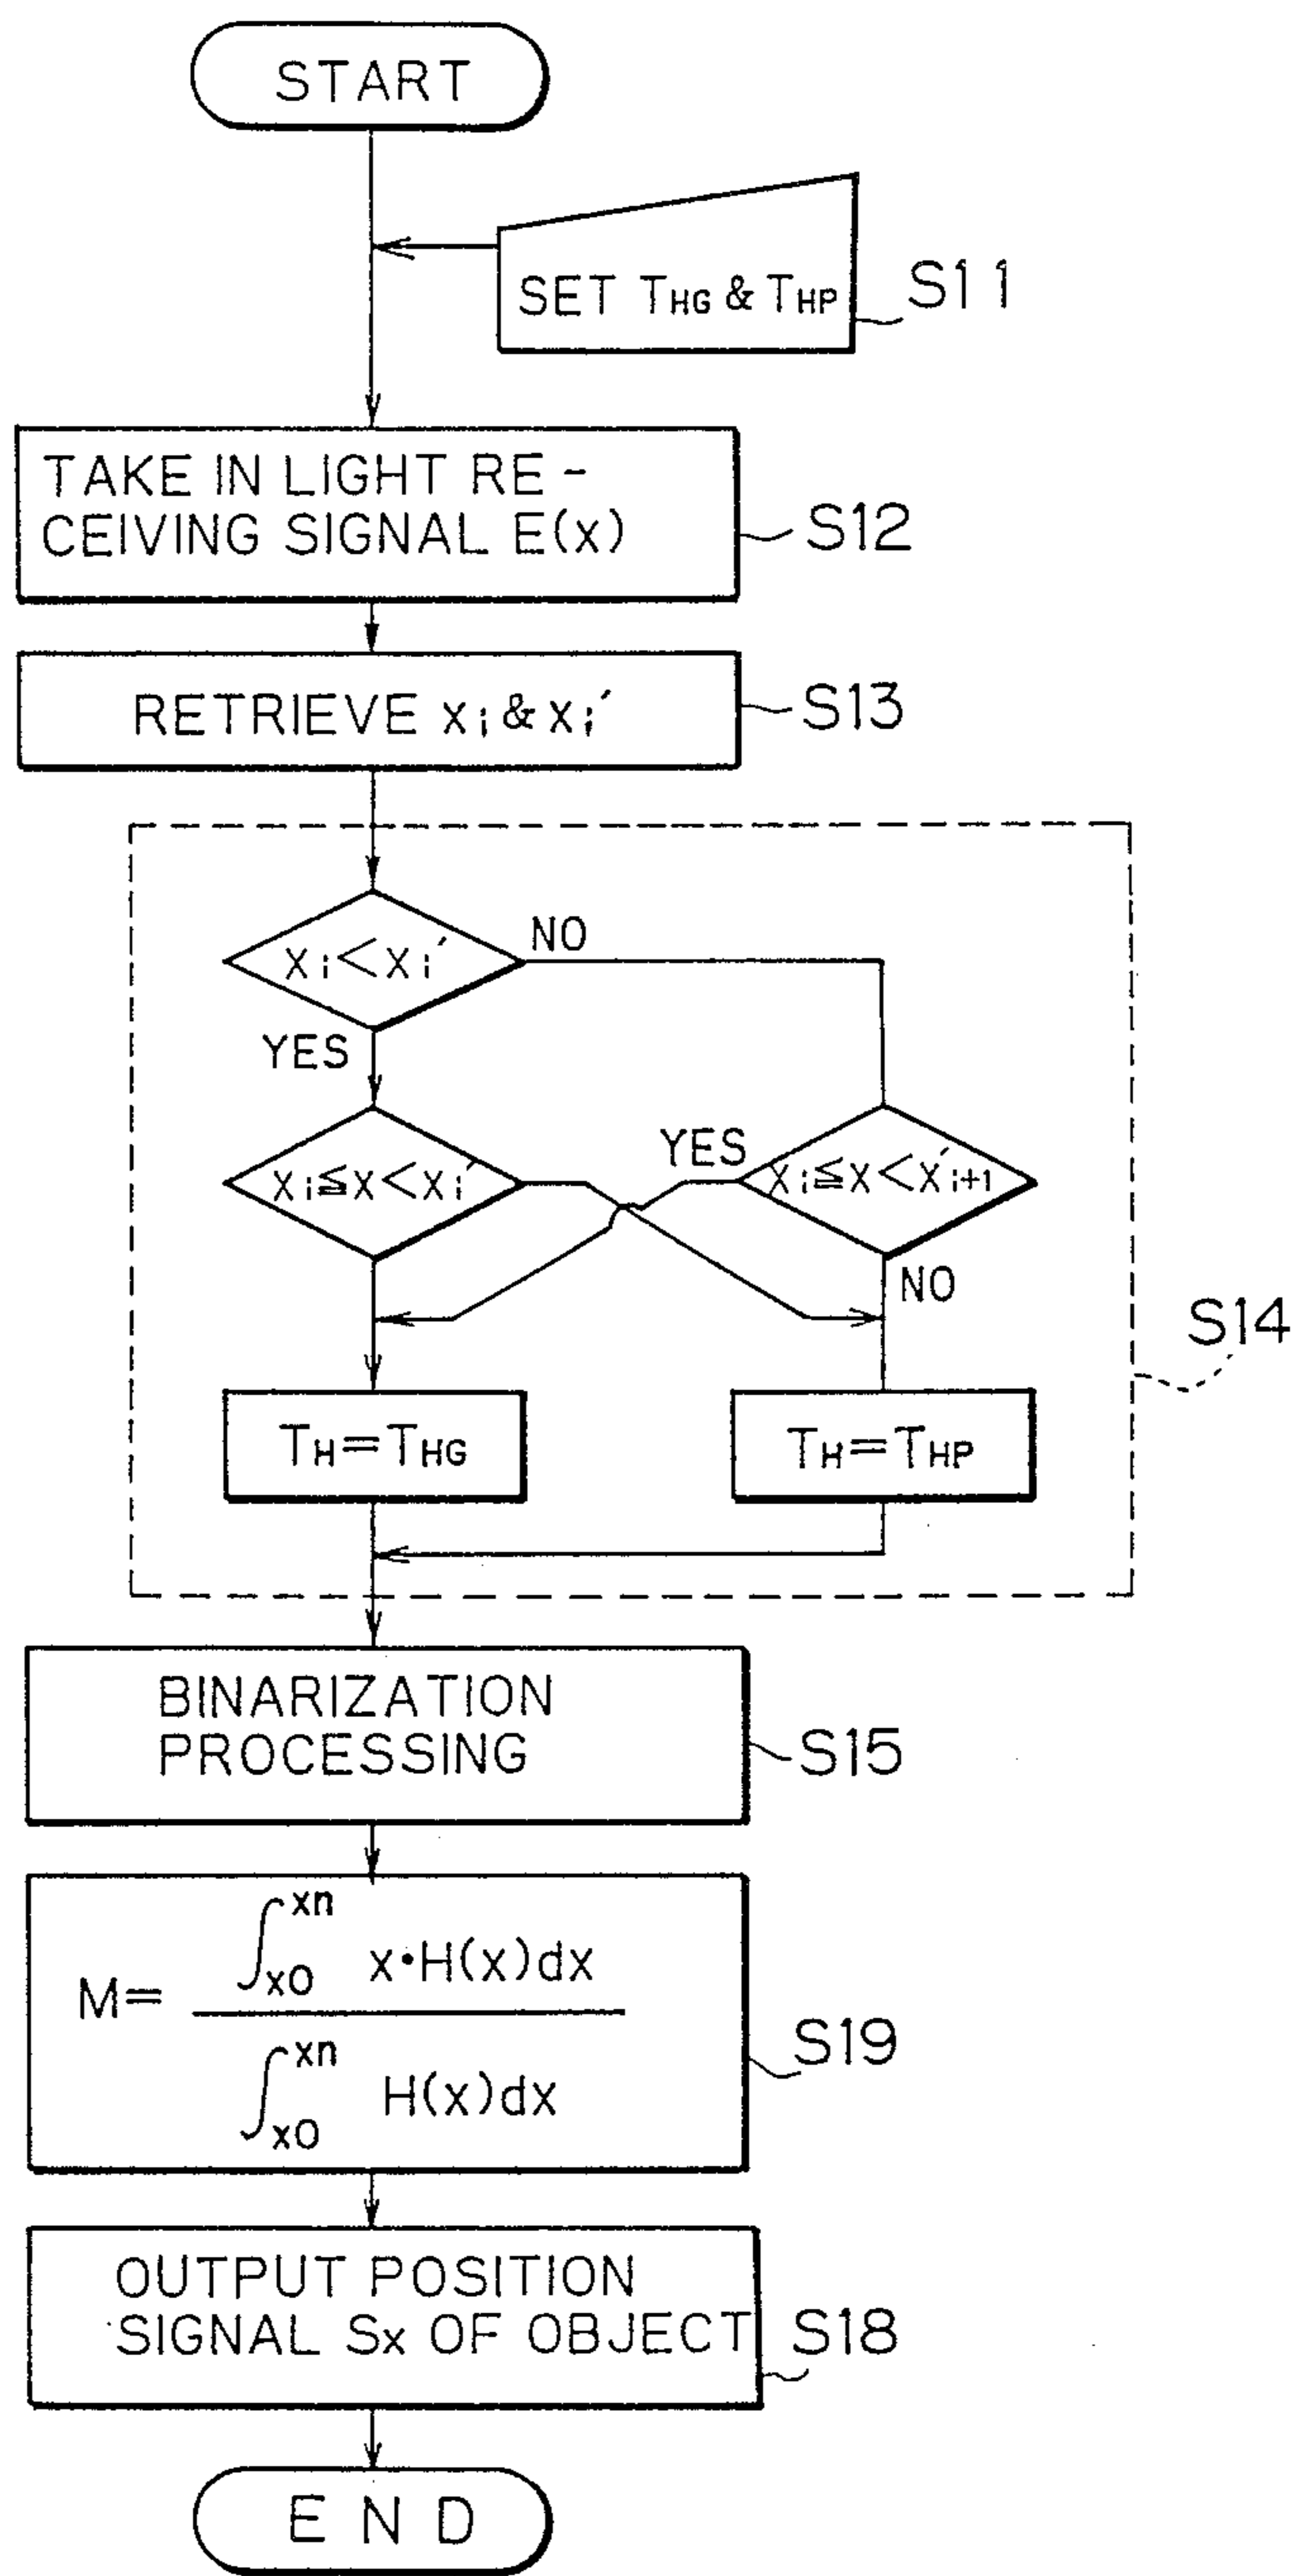 START
SET THG & THP
S11
TAKE IN LIGHT RE-
CEIVING SIGNAL E(x)
S12
RETRIEVE xi & xi′
S13
xi<xi′
NO
YES
xi≦x<xi′
YES
xi≦x<x′i+1
NO
S14
TH=THG
TH=THP
BINARIZATION
PROCESSING
S15
M= ∫x0xn x•H(x)dx
∫x0xn H(x)dx
S19
OUTPUT POSITION
SIGNAL Sx OF OBJECT
S18
END